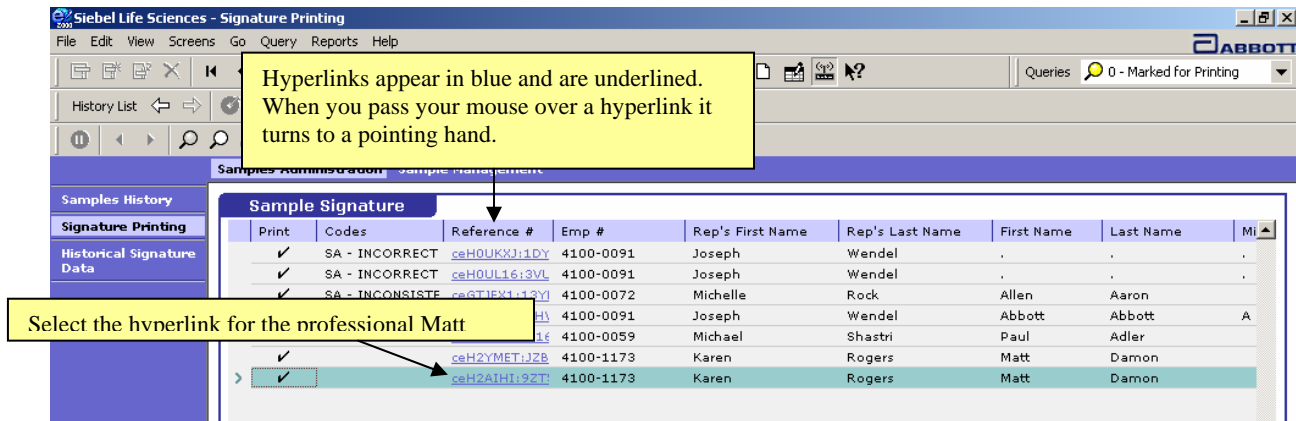 Siebel Life Sciences - Signature Printing
File Edit View Screens Go Query Reports Help
ABBOTT
Hyperlinks appear in blue and are underlined.
When you pass your mouse over a hyperlink it
turns to a pointing hand.
Queries 0 - Marked for Printing
History List
Samples Administration Sample Management
Samples History
Signature Printing
Historical Signature
Data
Sample Signature
Print Codes Reference # Emp # Rep's First Name Rep's Last Name First Name Last Name Mi
SA - INCORRECT ceH0UKXJ:1DY 4100-0091 Joseph Wendel . . .
SA - INCORRECT ceH0UL16:3VL 4100-0091 Joseph Wendel . . .
SA - INCONSISTE ceGTJEX1:13Y 4100-0072 Michelle Rock Allen Aaron
4100-0091 Joseph Wendel Abbott Abbott A
4100-0059 Michael Shastri Paul Adler
ceH2YMET:JZB 4100-1173 Karen Rogers Matt Damon
ceH2AIHI:9ZT 4100-1173 Karen Rogers Matt Damon
Select the hyperlink for the professional Matt